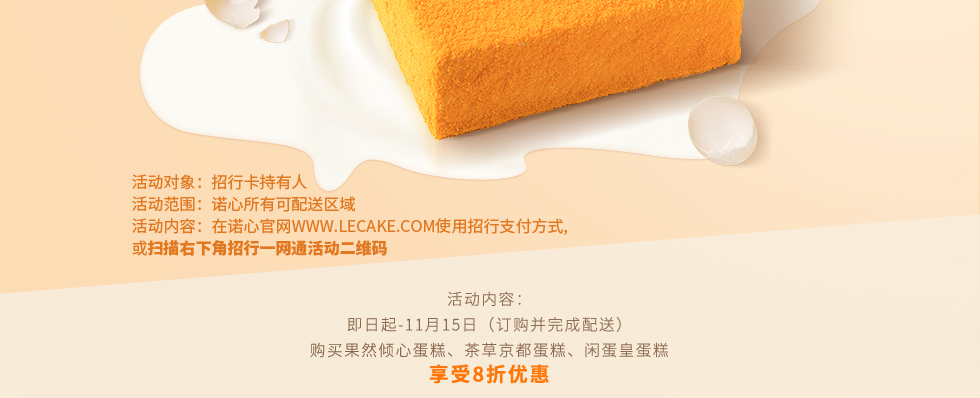 活动对象：招行卡持有人
活动范围：诺心所有可配送区域
活动内容：在诺心官网WWW.LECAKE.COM使用招行支付方式,
或扫描右下角招行一网通活动二维码
活动内容：
即日起-11月15日（订购并完成配送）
购买果然倾心蛋糕、茶草京都蛋糕、闲蛋皇蛋糕
享受8折优惠